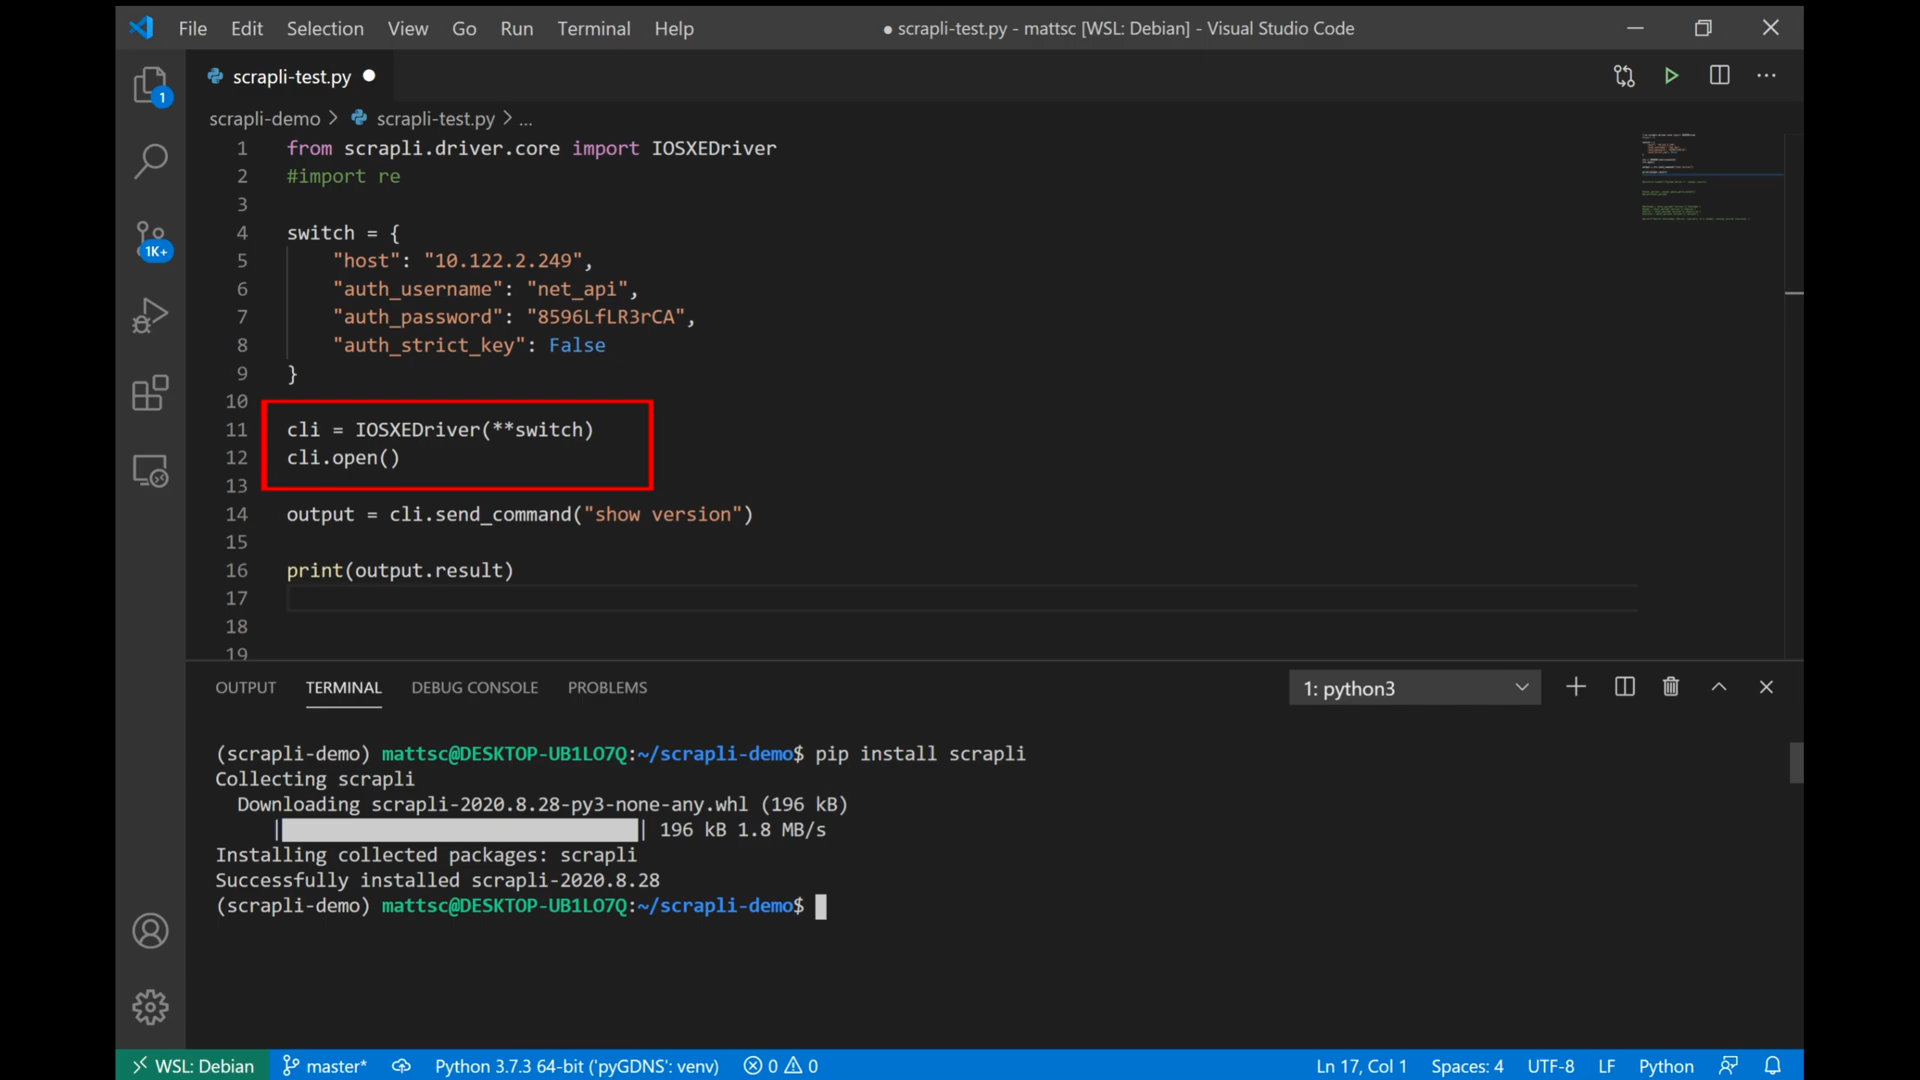 File Edit Selection View Go Run Terminal Help
● scrapli-test.py - mattsc [WSL: Debian] - Visual Studio Code
scrapli-test.py ●
1
scrapli-demo > scrapli-test.py > ...
1 from scrapli.driver.core import IOSXEDriver
2 #import re
3
4 switch = {
5 "host": "10.122.2.249",
1K+
6 "auth_username": "net_api",
7 "auth_password": "8596LfLR3rCA",
8 "auth_strict_key": False
9 }
10
11 cli = IOSXEDriver(**switch)
12 cli.open()
13
14 output = cli.send_command("show version")
15
16 print(output.result)
17
18
19
OUTPUT TERMINAL DEBUG CONSOLE PROBLEMS
1: python3
(scrapli-demo) mattsc@DESKTOP-UB1LO7Q:~/scrapli-demo$ pip install scrapli
Collecting scrapli
Downloading scrapli-2020.8.28-py3-none-any.whl (196 kB)
| | 196 kB 1.8 MB/s
Installing collected packages: scrapli
Successfully installed scrapli-2020.8.28
(scrapli-demo) mattsc@DESKTOP-UB1LO7Q:~/scrapli-demo$
WSL: Debian master* Python 3.7.3 64-bit ('pyGDNS': venv) 0 0 Ln 17, Col 1 Spaces: 4 UTF-8 LF Python